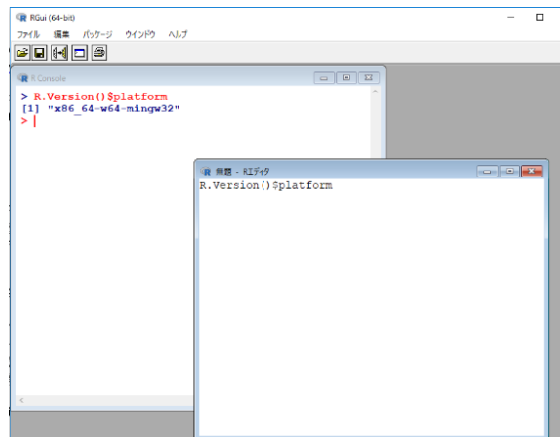 RGui (64-bit)
ファイル 編集 パッケージ ウインドウ ヘルプ
R Console
> R.Version()$platform
[1] "x86_64-w64-mingw32"
>
無題 - Rエディタ
R.Version()$platform